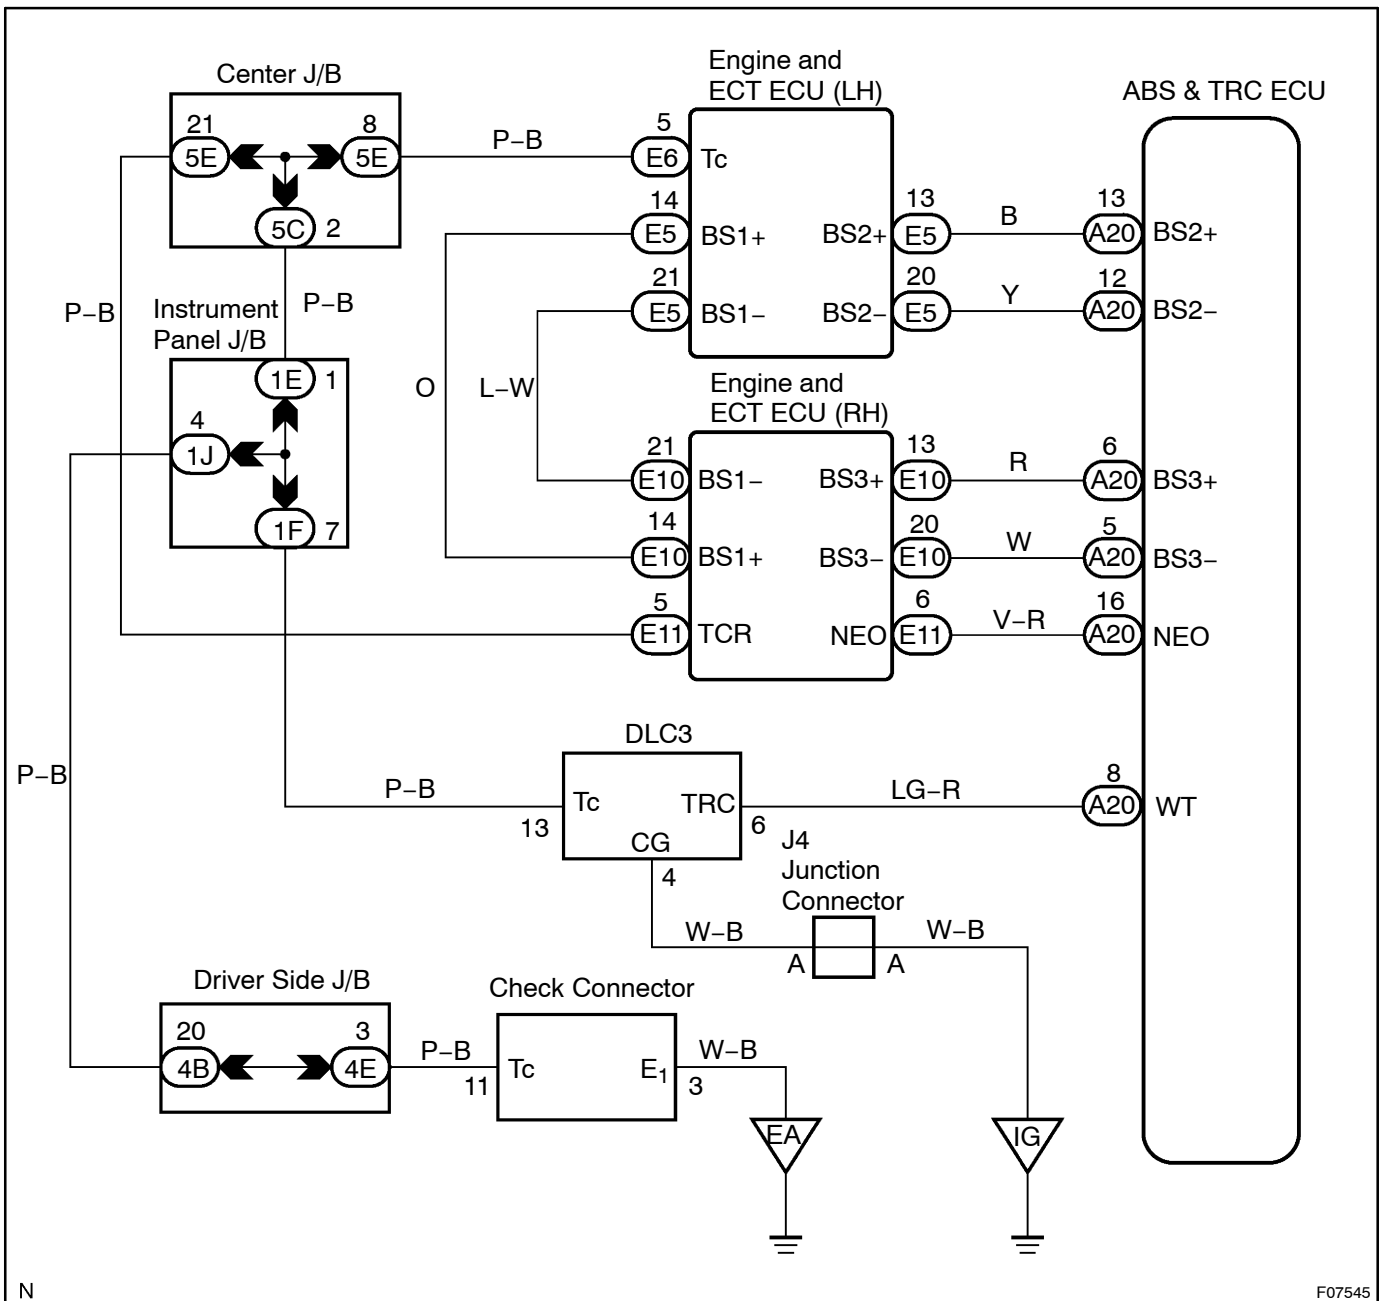 Center J/B
21
5E
8
5E
5C
2
P–B
P–B
P–B
Instrument
Panel J/B
1E
1
4
1J
1F
7
P–B
O
L–W
Engine and
ECT ECU (LH)
5
E6
Tc
14
E5
BS1+
21
E5
BS1–
BS2+
13
E5
BS2–
20
E5
B
Y
Engine and
ECT ECU (RH)
21
E10
BS1–
14
E10
BS1+
5
E11
TCR
BS3+
13
E10
BS3–
20
E10
NEO
6
E11
R
W
V–R
ABS & TRC ECU
13
A20
BS2+
12
A20
BS2–
6
A20
BS3+
5
A20
BS3–
16
A20
NEO
8
A20
WT
DLC3
P–B
13
Tc
TRC
6
CG
4
LG–R
J4
Junction
Connector
W–B
A
A
W–B
Driver Side J/B
20
4B
3
4E
P–B
Check Connector
11
Tc
E1
3
W–B
EA
IG
N
F07545